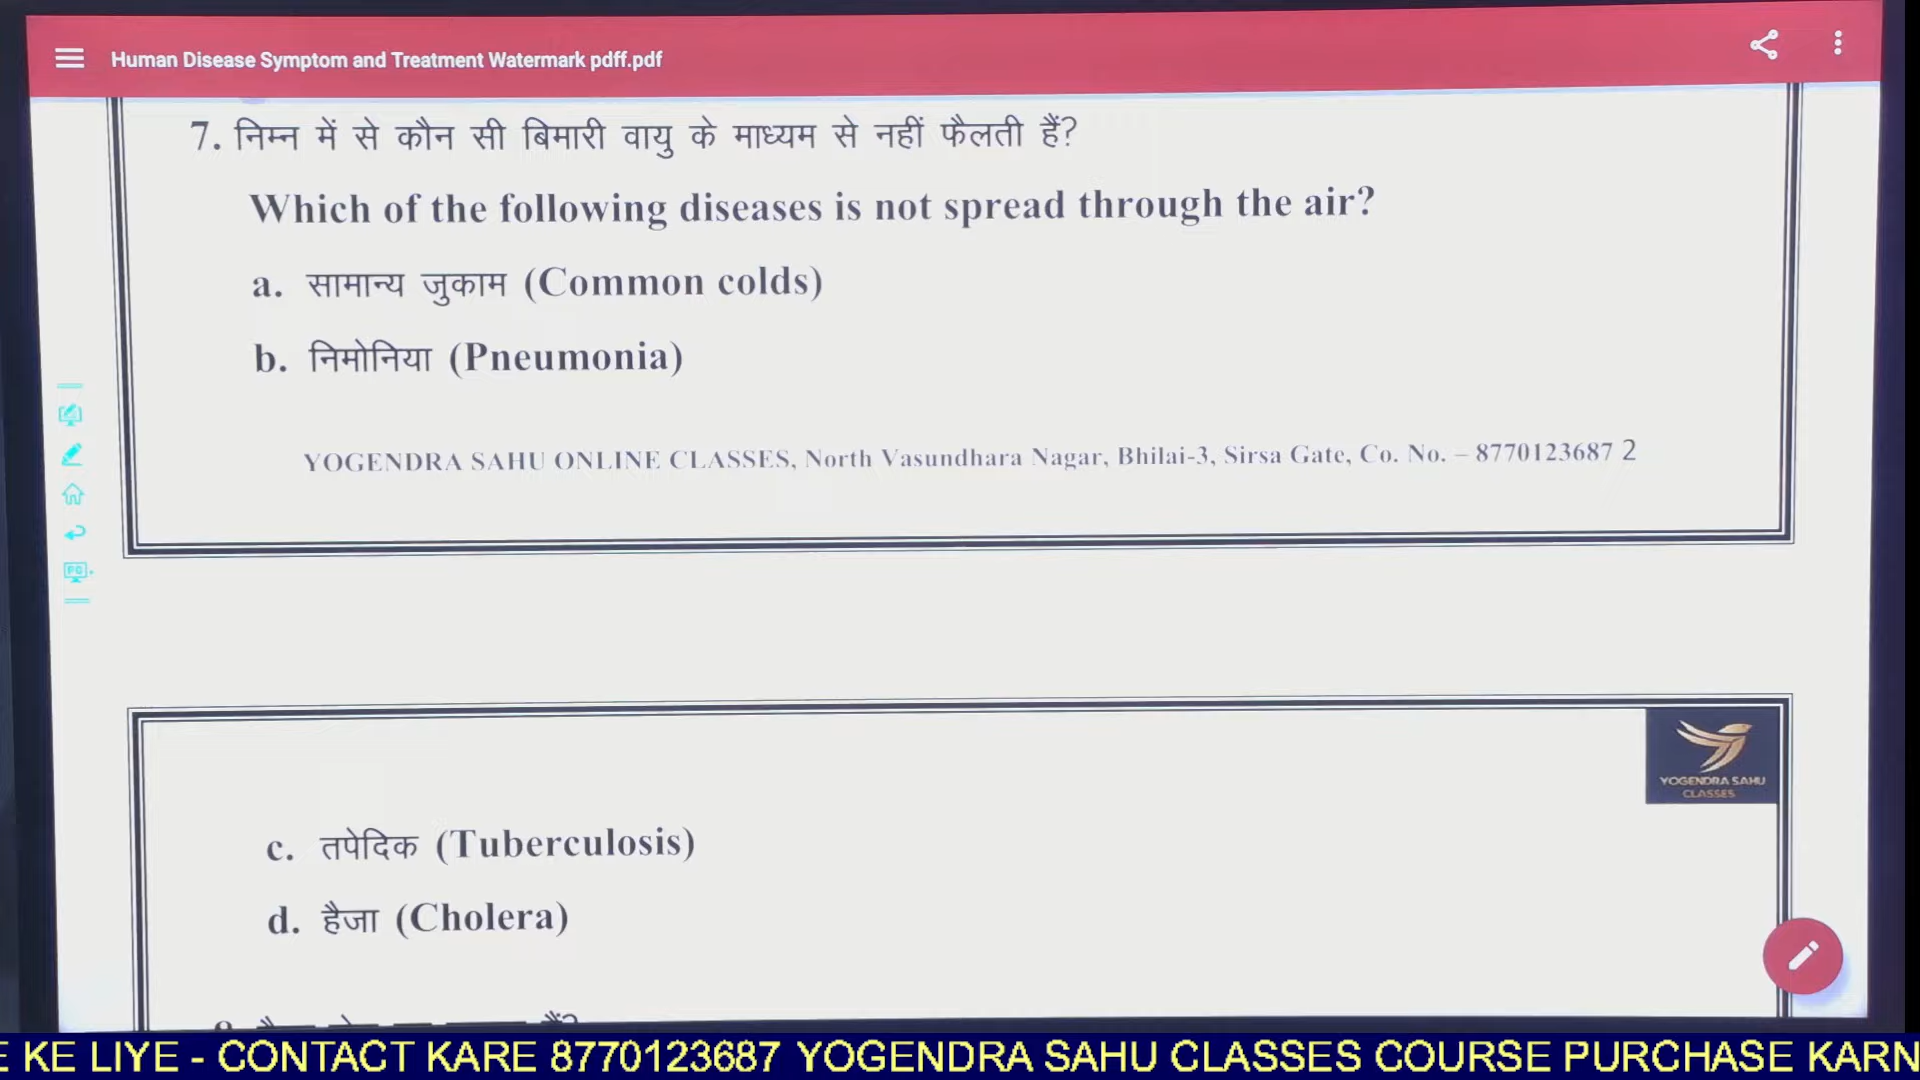 Human Disease Symptom and Treatment Watermark pdff.pdf
7. निम्न में से कौन सी बिमारी वायु के माध्यम से नहीं फैलती हैं?
Which of the following diseases is not spread through the air?
a. सामान्य जुकाम (Common colds)
b. निमोनिया (Pneumonia)
YOGENDRA SAHU ONLINE CLASSES, North Vasundhara Nagar, Bhilai-3, Sirsa Gate, Co. No. – 8770123687 2
YOGENDRA SAHU
CLASSES
c. तपेदिक (Tuberculosis)
d. हैजा (Cholera)
E KE LIYE - CONTACT KARE 8770123687 YOGENDRA SAHU CLASSES COURSE PURCHASE KARN